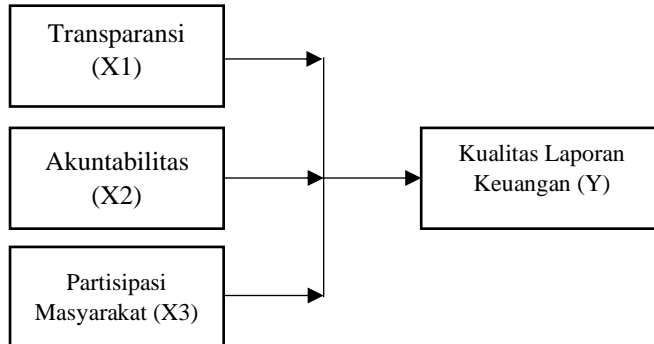 Transparansi
(X1)
Akuntabilitas
(X2)
Kualitas Laporan
Keuangan (Y)
Partisipasi
Masyarakat (X3)